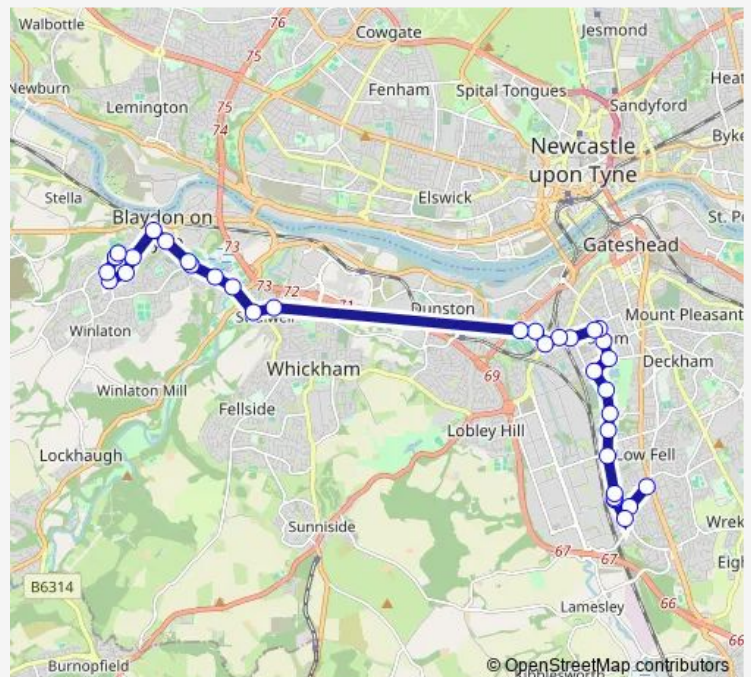 Walbottle
76
Cowgate
Jesmond
75
Newburn
Fenham
Spital Tongues
Heat
Lemington
75
Sandyford
74
Newcastle
upon Tyne
Byke
Stella
Elswick
Blaydon on
St. P
73
Gateshead
73
72
71
Dunston
Mount Pleasant
Winlaton
Whickham
Deckham
69
Winlaton Mill
Fellside
Lobley Hill
Lockhaugh
Low Fell
Sunniside
Wrek
67
67
Eigh
B6314
Lamesley
66
66
Burnopfield
© OpenStreetMap contributors